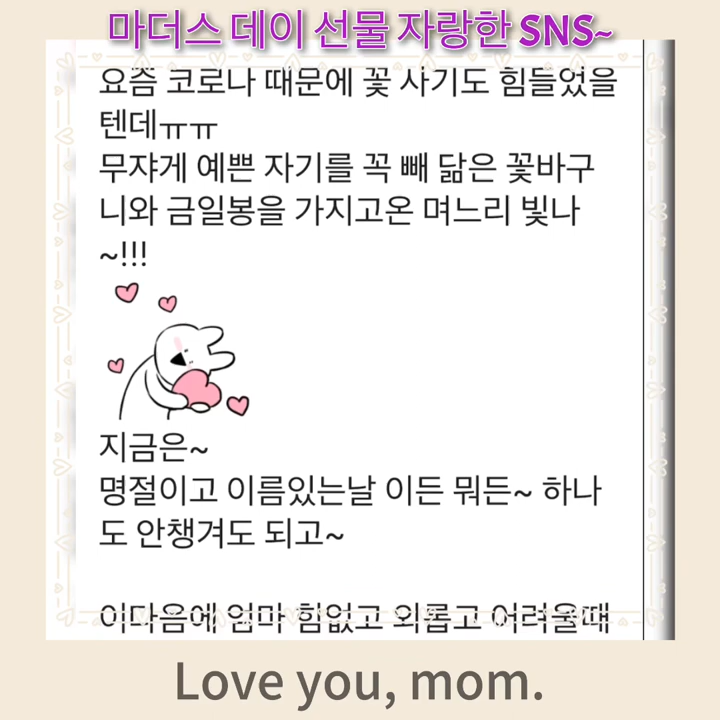 마더스 데이 선물 자랑한 SNS~
요즘 코로나 때문에 꽃 사기도 힘들었을
텐데ㅠㅠ
무쟈게 예쁜 자기를 꼭 빼 닮은 꽃바구
니와 금일봉을 가지고온 며느리 빛나
~!!!
지금은~
명절이고 이름있는날 이든 뭐든~ 하나
도 안챙겨도 되고~
이다음에 엄마 힘없고 외롭고 어려울때
Love you, mom.